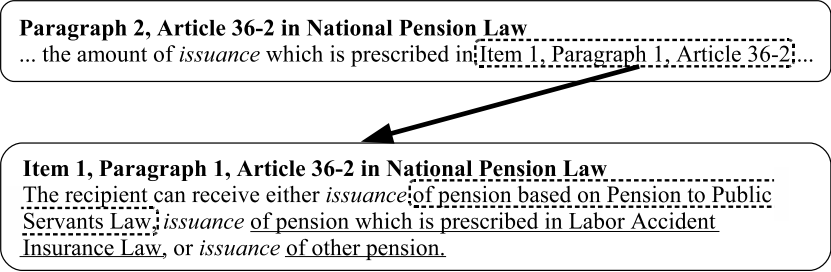 Paragraph 2, Article 36-2 in National Pension Law
... the amount of issuance which is prescribed in Item 1, Paragraph 1, Article 36-2 ...
Item 1, Paragraph 1, Article 36-2 in National Pension Law
The recipient can receive either issuance of pension based on Pension to Public
Servants Law, issuance of pension which is prescribed in Labor Accident
Insurance Law, or issuance of other pension.